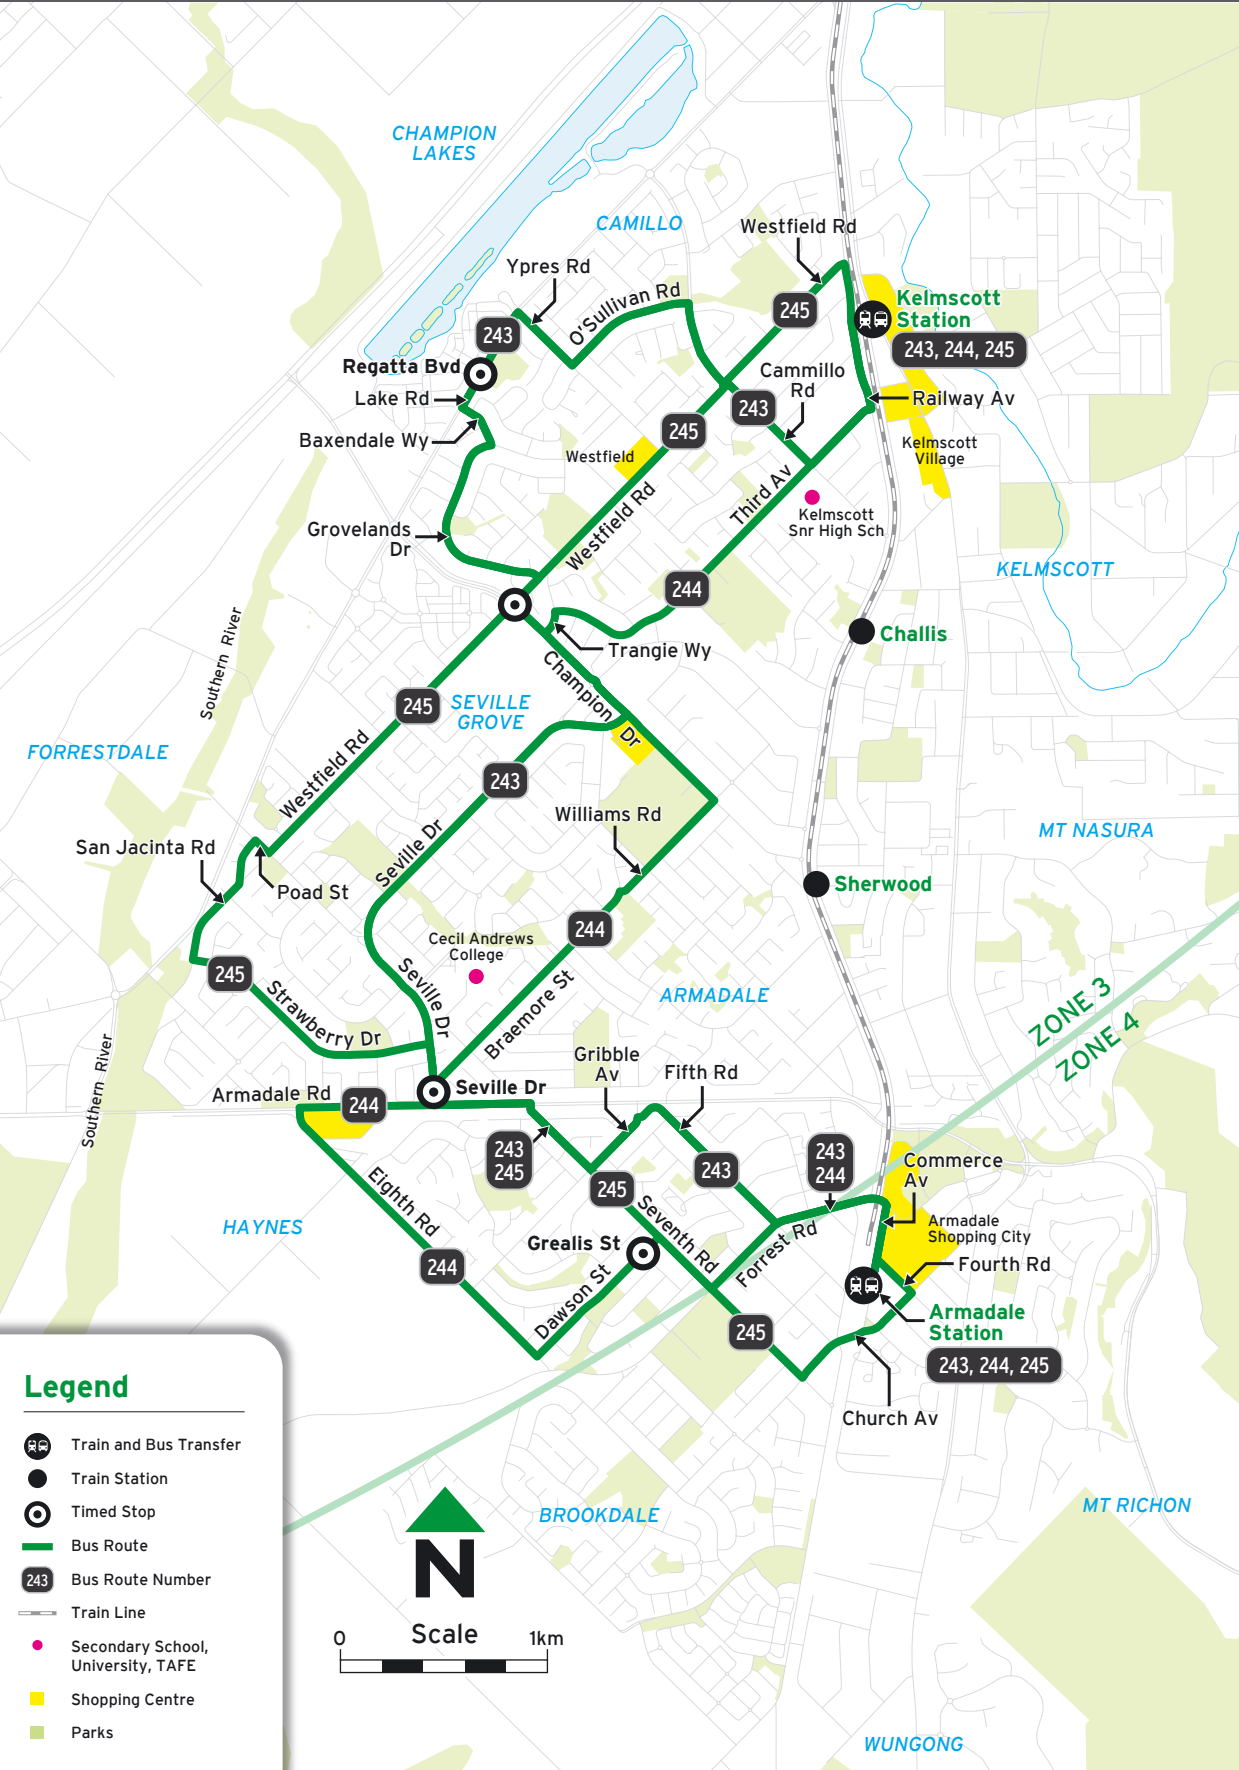 CHAMPION
LAKES
CAMILLO
Westfield Rd
Ypres Rd
O'Sullivan Rd
Kelmscott
Station
245
243
243, 244, 245
Regatta Bvd
Lake Rd
Cammillo
Rd
243
Railway Av
Baxendale Wy
245
Kelmscott
Village
Westfield
Westfield Rd
Third Av
Kelmscott
Snr High Sch
Grovelands
Dr
KELMSCOTT
244
Challis
Trangie Wy
Southern River
Champion
Dr
245
SEVILLE
GROVE
FORRESTDALE
Westfield Rd
243
Williams Rd
MT NASURA
San Jacinta Rd
Seville Dr
Poad St
Sherwood
244
Cecil Andrews
College
245
Seville Dr
ARMADALE
Strawberry Dr
Braemore St
ZONE 3
ZONE 4
Southern River
Gribble
Av
Fifth Rd
Armadale Rd
244
Seville Dr
243
245
243
244
Commerce
Av
243
Eighth Rd
245
Seventh Rd
HAYNES
Armadale
Shopping City
Grealis St
Forrest Rd
244
Fourth Rd
Dawson St
Armadale
Station
245
243, 244, 245
Church Av
Legend
Train and Bus Transfer
Train Station
Timed Stop
Bus Route
243
Bus Route Number
Train Line
Secondary School,
University, TAFE
Shopping Centre
Parks
BROOKDALE
MT RICHON
N
Scale
0
1km
WUNGONG